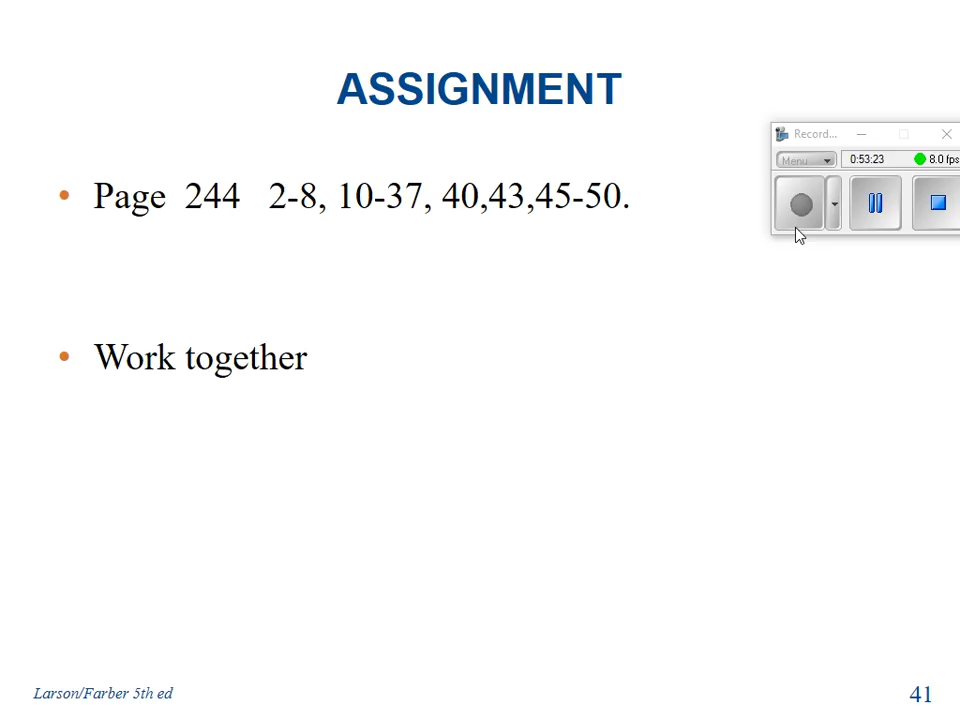 ASSIGNMENT
Record...
Menu 0:53:23 8.0 fps
• Page 244 2-8, 10-37, 40,43,45-50.
• Work together
Larson/Farber 5th ed 41